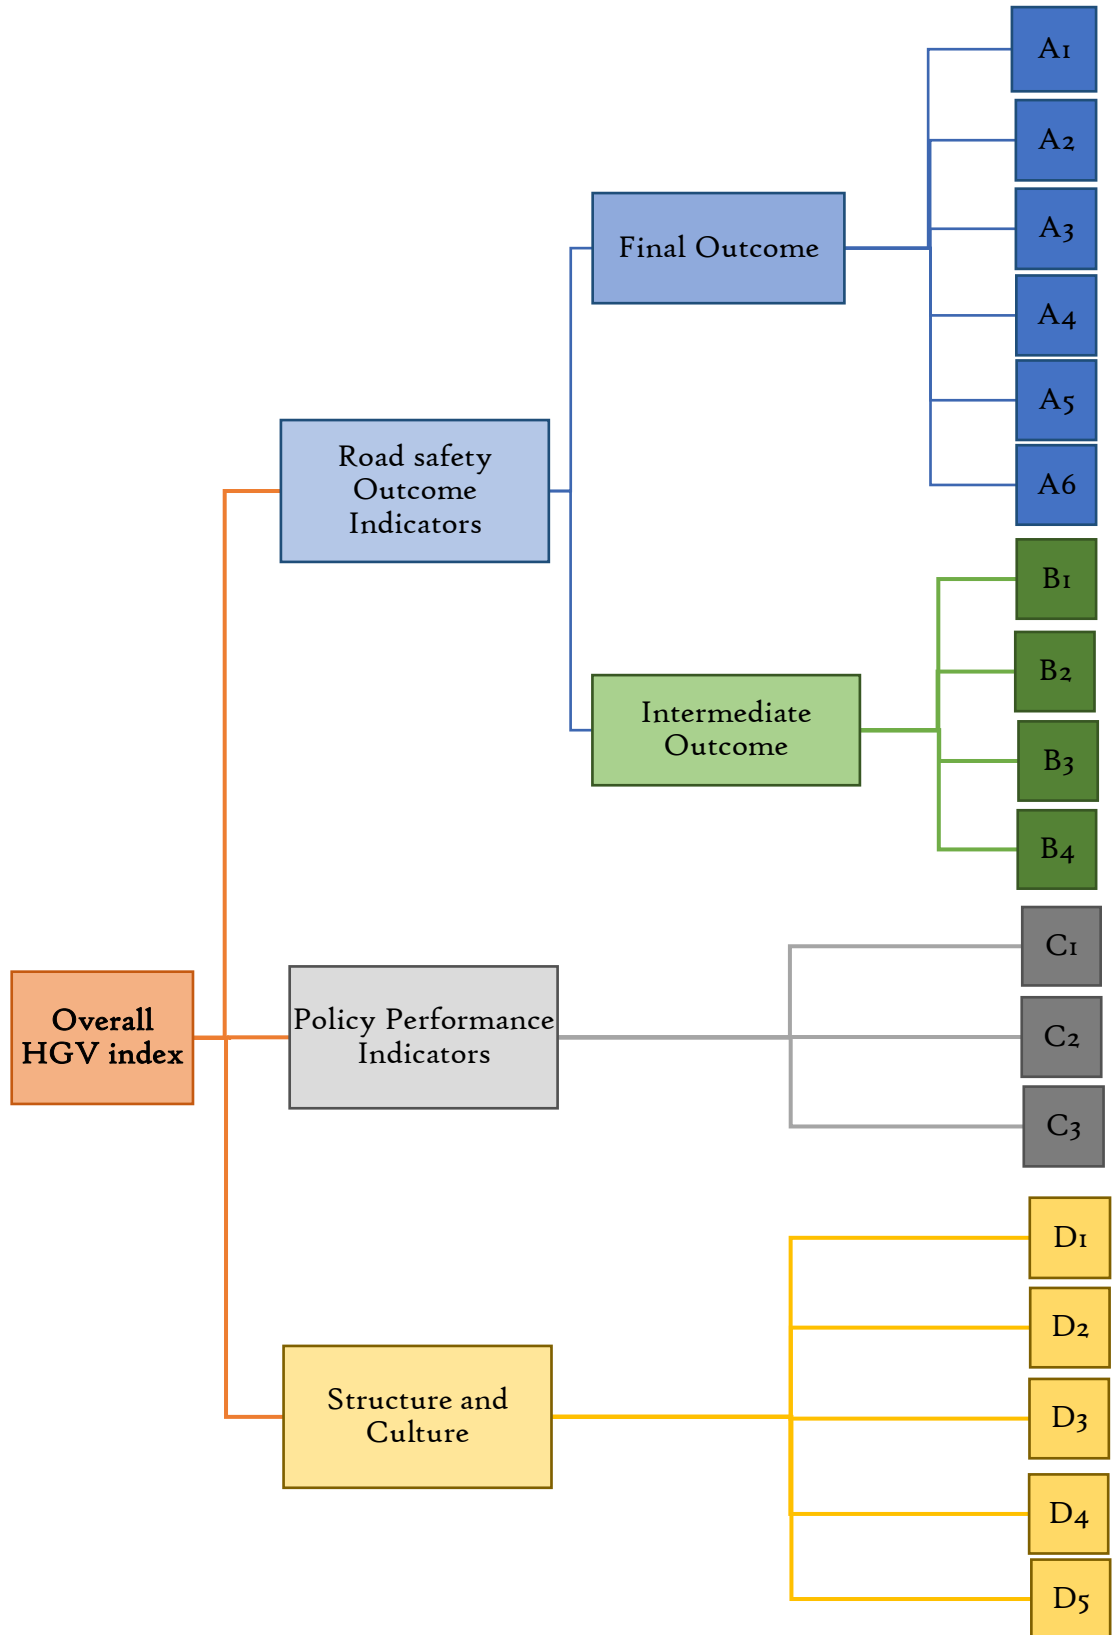 A1
A2
A3
Final Outcome
A4
A5
Road safety
Outcome
Indicators
A6
B1
B2
Intermediate
Outcome
B3
B4
C1
Overall
HGV index
Policy Performance
Indicators
C2
C3
D1
D2
Structure and
Culture
D3
D4
D5